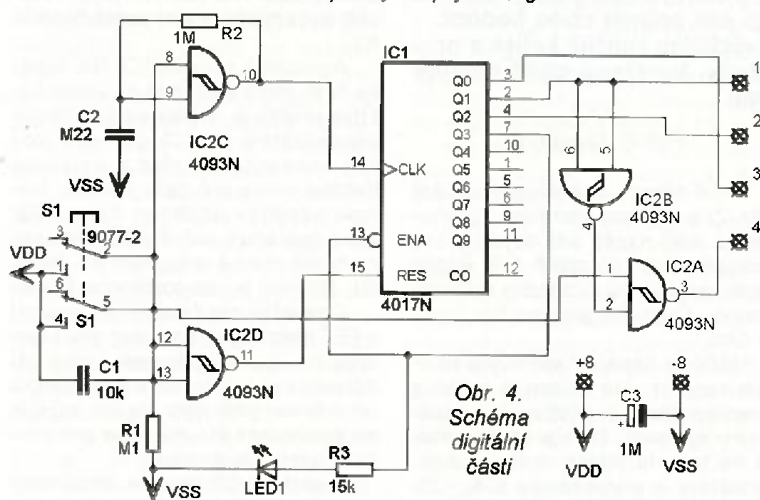 R2
1M
8
9
10
C2
M22
VSS
IC2C
4093N
IC1
14
CLK
13
ENA
15
RES
Q0
Q1
Q2
Q3
Q4
Q5
Q6
Q7
Q8
Q9
CO
3
2
4
7
10
1
5
6
9
11
12
4017N
6
5
4
IC2B
4093N
1
2
3
IC2A
4093N
1
2
3
4
S1
9077-2
3
2
VDD
1
6
5
4
S1
12
13
11
IC2D
4093N
C1
10k
R1
M1
VSS
LED1
R3
15k
Obr. 4.
Schéma
digitální
části
+8
-8
C3
+
1M
VDD
VSS